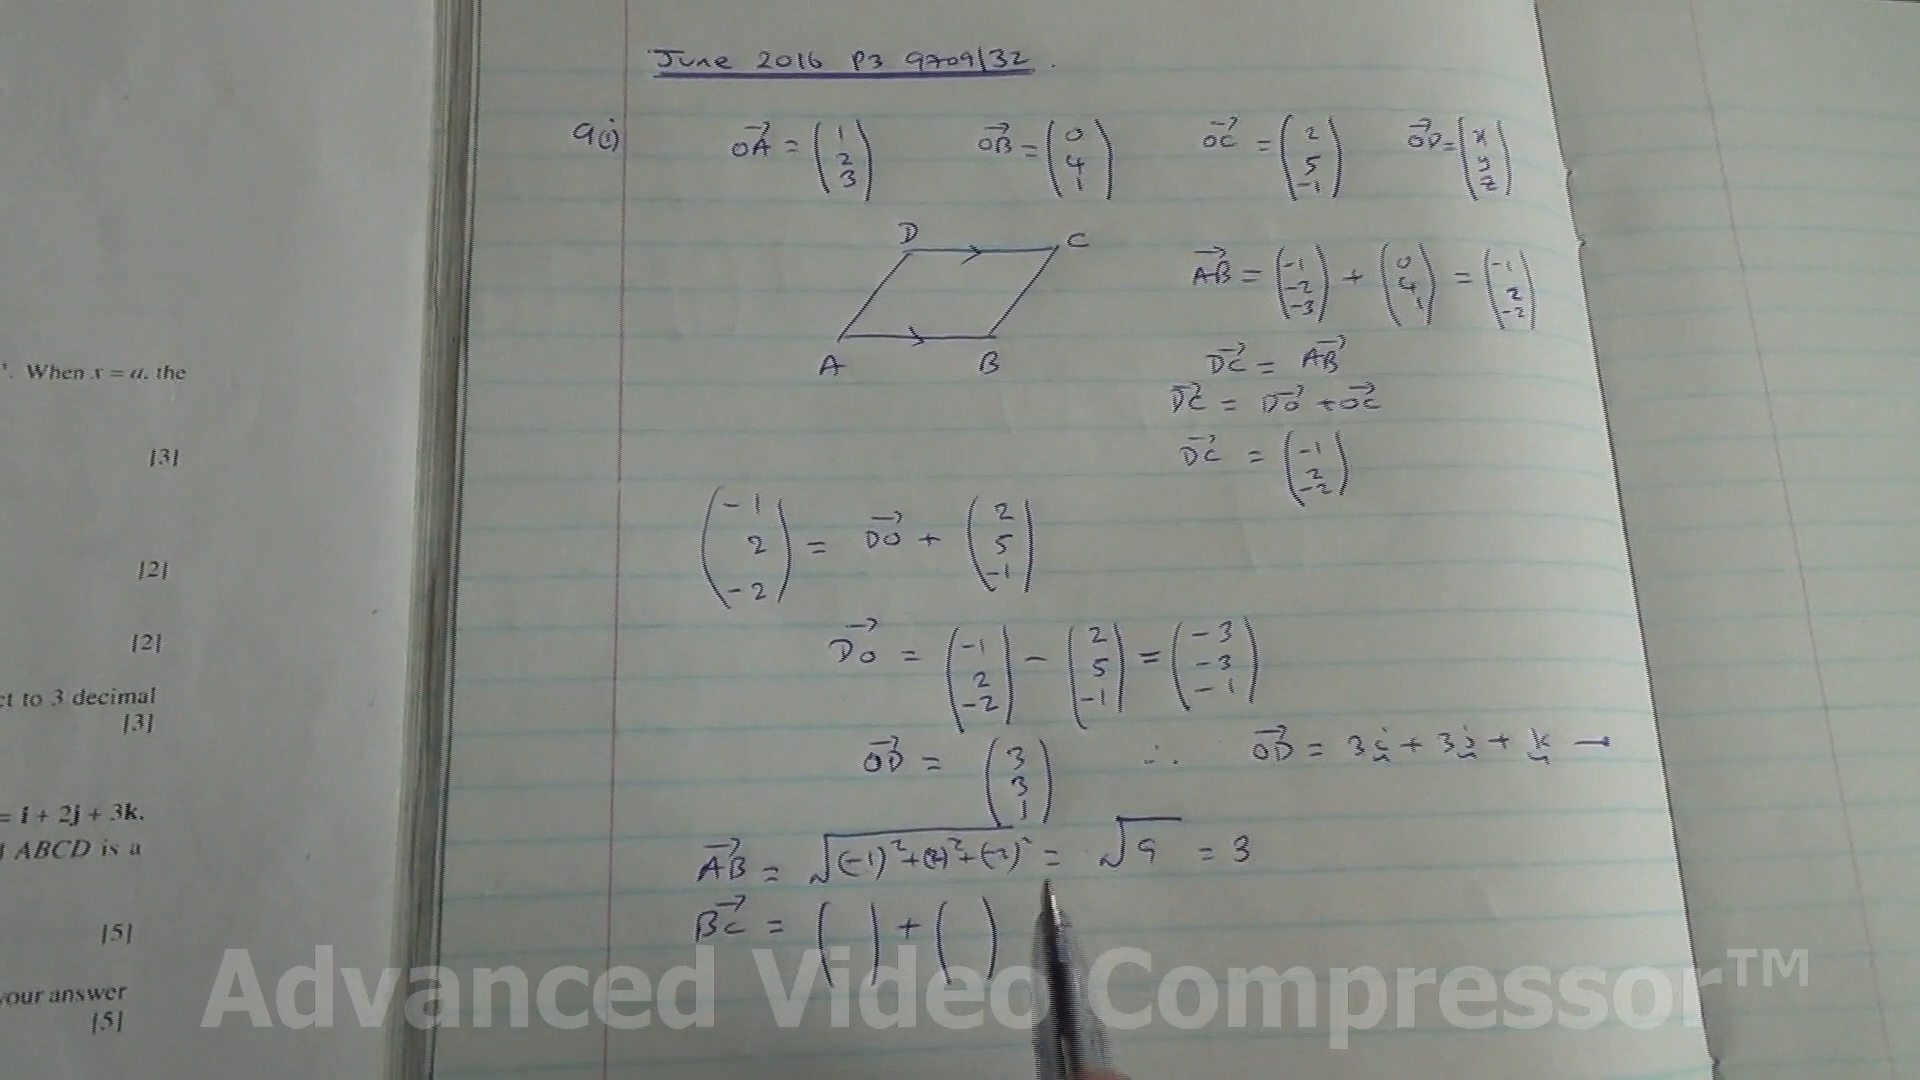 June 2016 P3 9709/32.
9(i) →OA = (1 2 3) →OB = (0 4 1) →OC = (2 5 -1) →OD = (x y z)
D C
A B
→AB = (-1 -2 -3) + (0 4 1) = (-1 2 -2)
→DC = →AB
→DC = →DO + →OC
→DC = (-1 2 -2)
(-1 2 -2) = →DO + (2 5 -1)
→DO = (-1 2 -2) - (2 5 -1) = (-3 -3 -1)
→OD = (3 3 1) ∴ →OD = 3i + 3j + k
→AB = √(-1)²+(2)²+(-2)² = √9 = 3
→BC = ( ) + ( )
. When x = a, the
[3]
[2]
[2]
ct to 3 decimal
[3]
= i + 2j + 3k.
ABCD is a
[5]
your answer
[5]
Advanced Video Compressor™